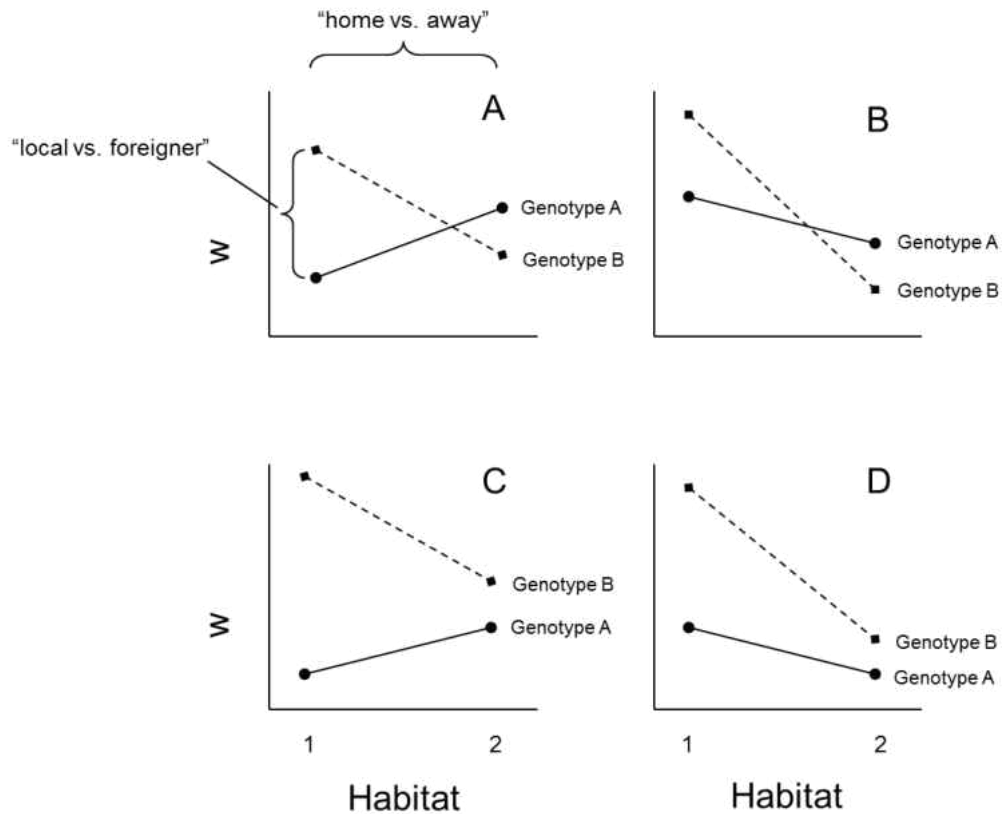 “home vs. away”
A
“local vs. foreigner”
Genotype A
Genotype B
W
B
Genotype A
Genotype B
C
Genotype B
Genotype A
W
1
2
Habitat
D
Genotype B
Genotype A
1
2
Habitat